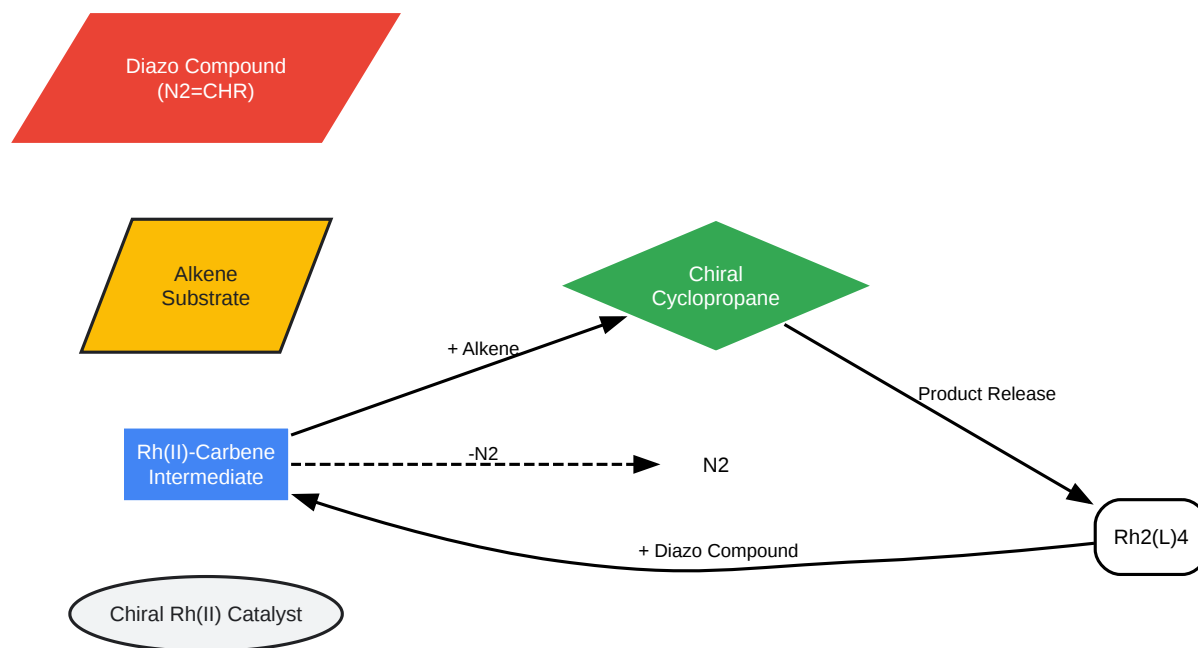 Diazo Compound
(N2=CHR)
Alkene
Substrate
Chiral
Cyclopropane
+ Alkene
Product Release
Rh(II)-Carbene
Intermediate
-N2
N2
Rh2(L)4
+ Diazo Compound
Chiral Rh(II) Catalyst